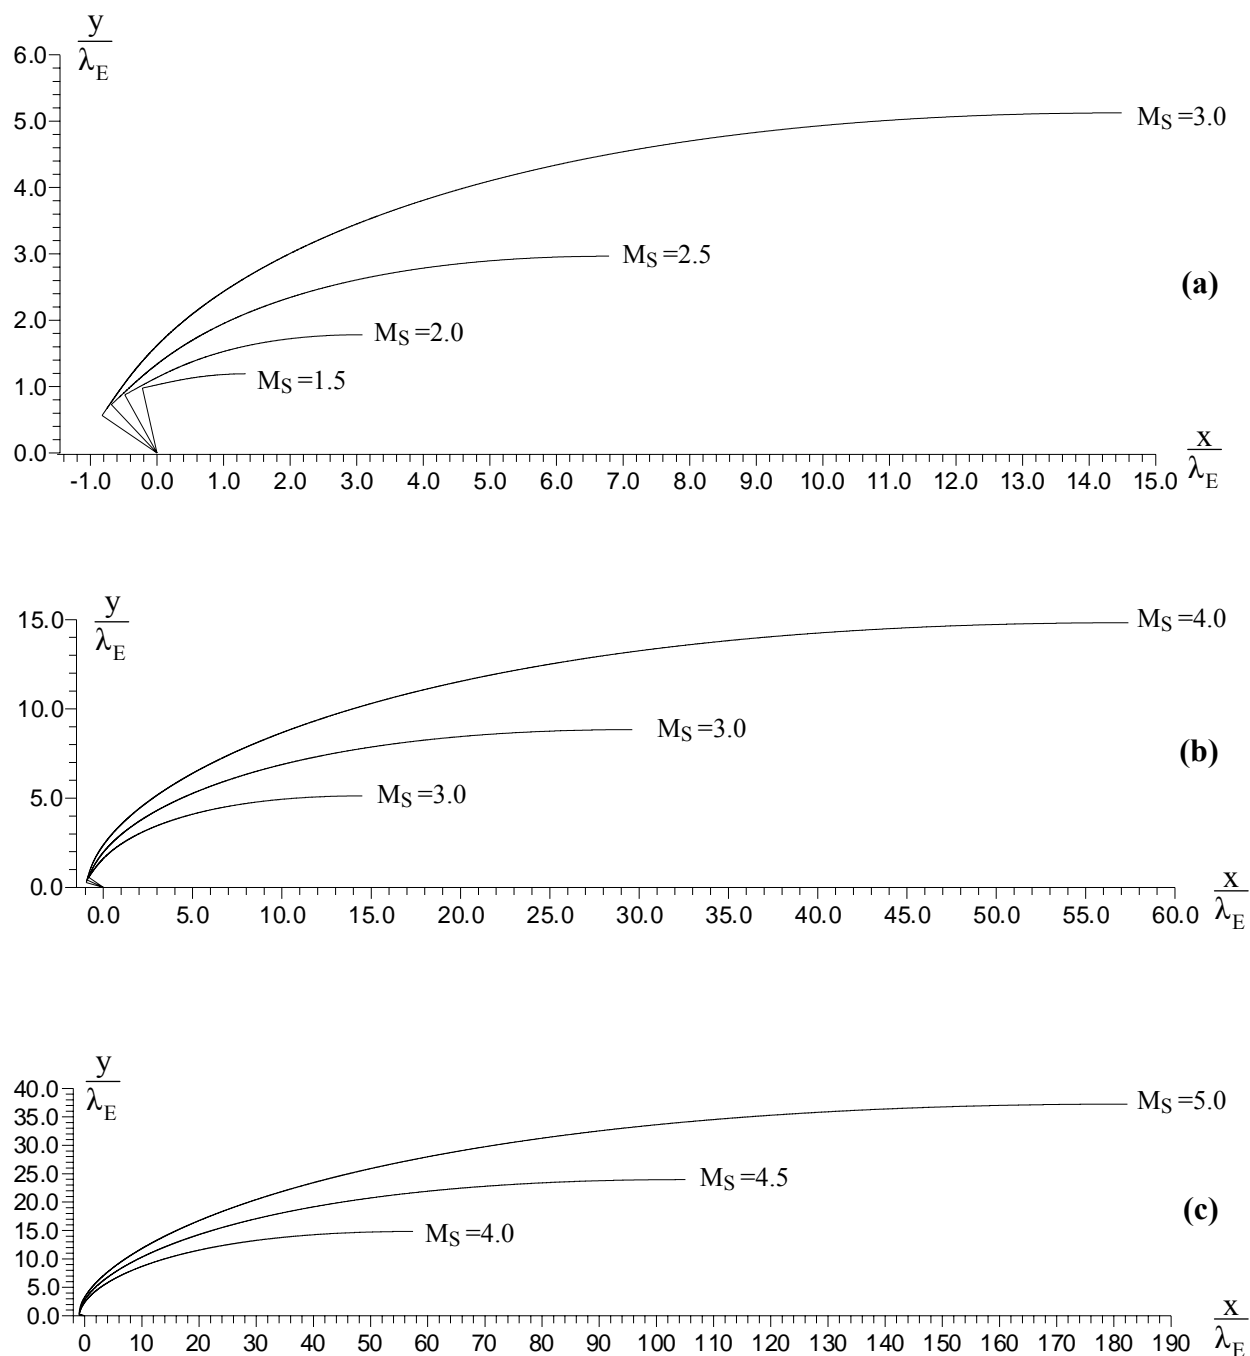 y
λE
6.0
5.0
4.0
3.0
2.0
1.0
0.0
MS=3.0
MS=2.5
(a)
MS=2.0
MS=1.5
x
λE
-1.0 0.0 1.0 2.0 3.0 4.0 5.0 6.0 7.0 8.0 9.0 10.0 11.0 12.0 13.0 14.0 15.0
y
λE
15.0
10.0
5.0
0.0
MS=4.0
MS=3.0
(b)
MS=3.0
x
λE
0.0 5.0 10.0 15.0 20.0 25.0 30.0 35.0 40.0 45.0 50.0 55.0 60.0
y
λE
40.0
35.0
30.0
25.0
20.0
15.0
10.0
5.0
0.0
MS=5.0
MS=4.5
(c)
MS=4.0
x
λE
0 10 20 30 40 50 60 70 80 90 100 110 120 130 140 150 160 170 180 190